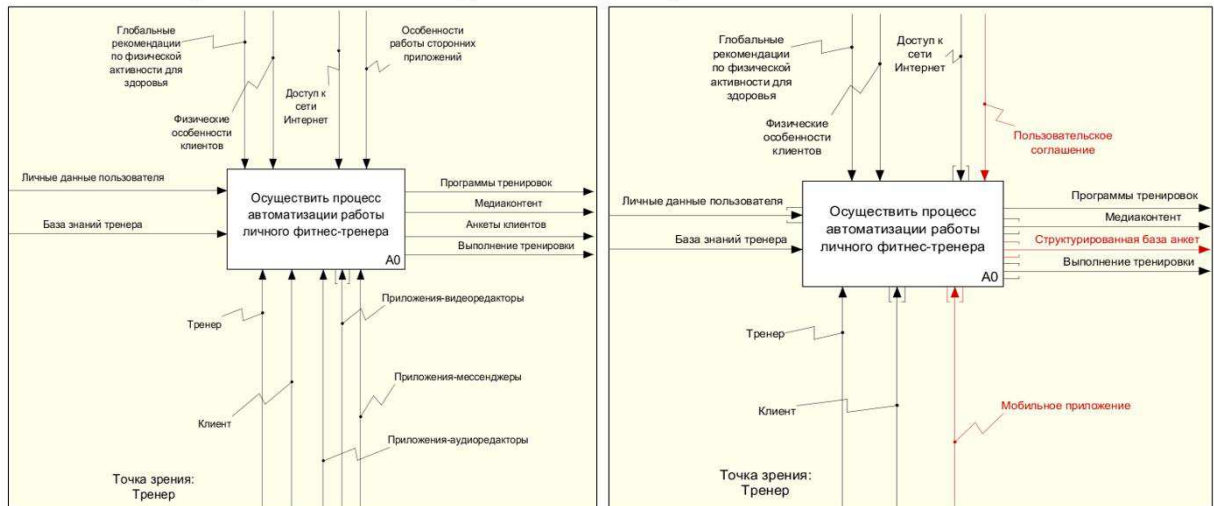 Глобальные
рекомендации
по физической
активности для
здоровья
Физические
особенности
клиентов
Доступ к
сети
Интернет
Особенности
работы сторонних
приложений
Личные данные пользователя
База знаний тренера
Осуществить процесс
автоматизации работы
личного фитнес-тренера
A0
Программы тренировок
Медиаконтент
Анкеты клиентов
Выполнение тренировки
Тренер
Клиент
Приложения-видеоредакторы
Приложения-мессенджеры
Приложения-аудиоредакторы
Точка зрения:
Тренер
Глобальные
рекомендации
по физической
активности для
здоровья
Физические
особенности
клиентов
Доступ к
сети
Интернет
Пользовательское
соглашение
Личные данные пользователя
База знаний тренера
Осуществить процесс
автоматизации работы
личного фитнес-тренера
A0
Программы тренировок
Медиаконтент
Структурированная база анкет
Выполнение тренировки
Тренер
Клиент
Мобильное приложение
Точка зрения:
Тренер